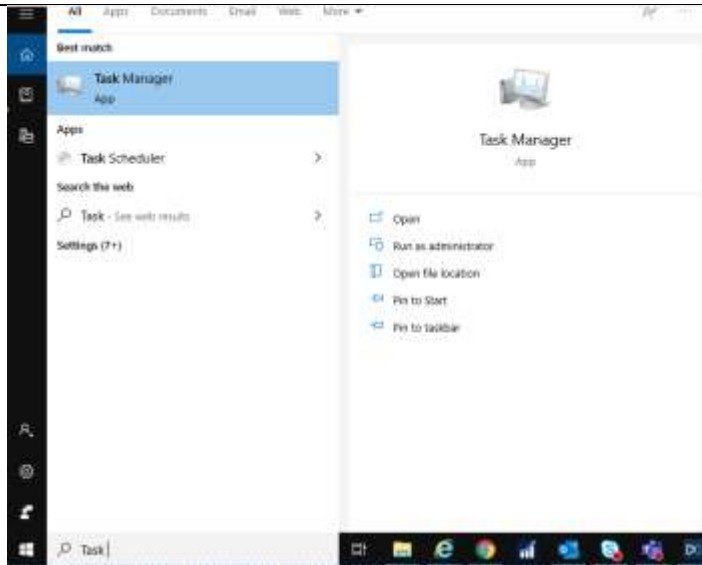 All Apps Documents Email Web More
Best match
Task Manager
App
Apps
Task Scheduler
Search the web
Task - See web results
Settings (7+)
Task Manager
App
Open
Run as administrator
Open file location
Pin to Start
Pin to taskbar
Task